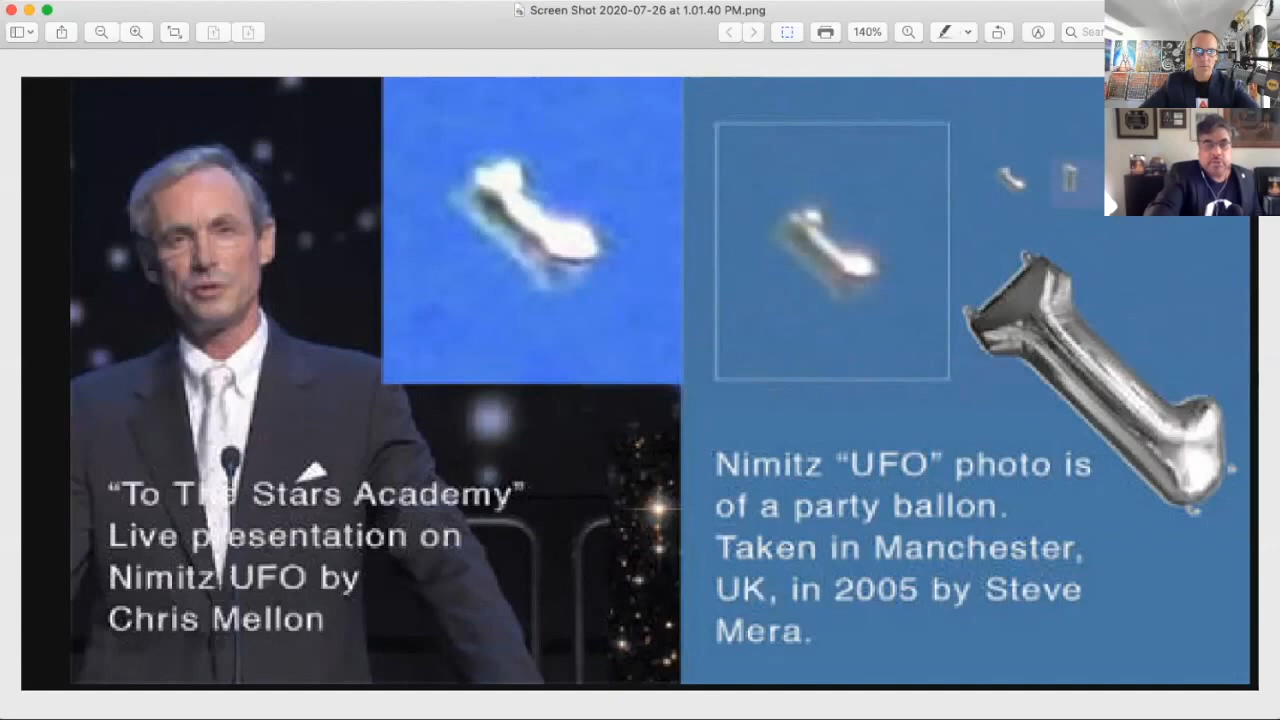 Screen Shot 2020-07-26 at 1.01.40 PM.png
140%
Sear
“To The Stars Academy”
Live presentation on
Nimitz UFO by
Chris Mellon
Nimitz “UFO” photo is
of a party ballon.
Taken in Manchester,
UK, in 2005 by Steve
Mera.